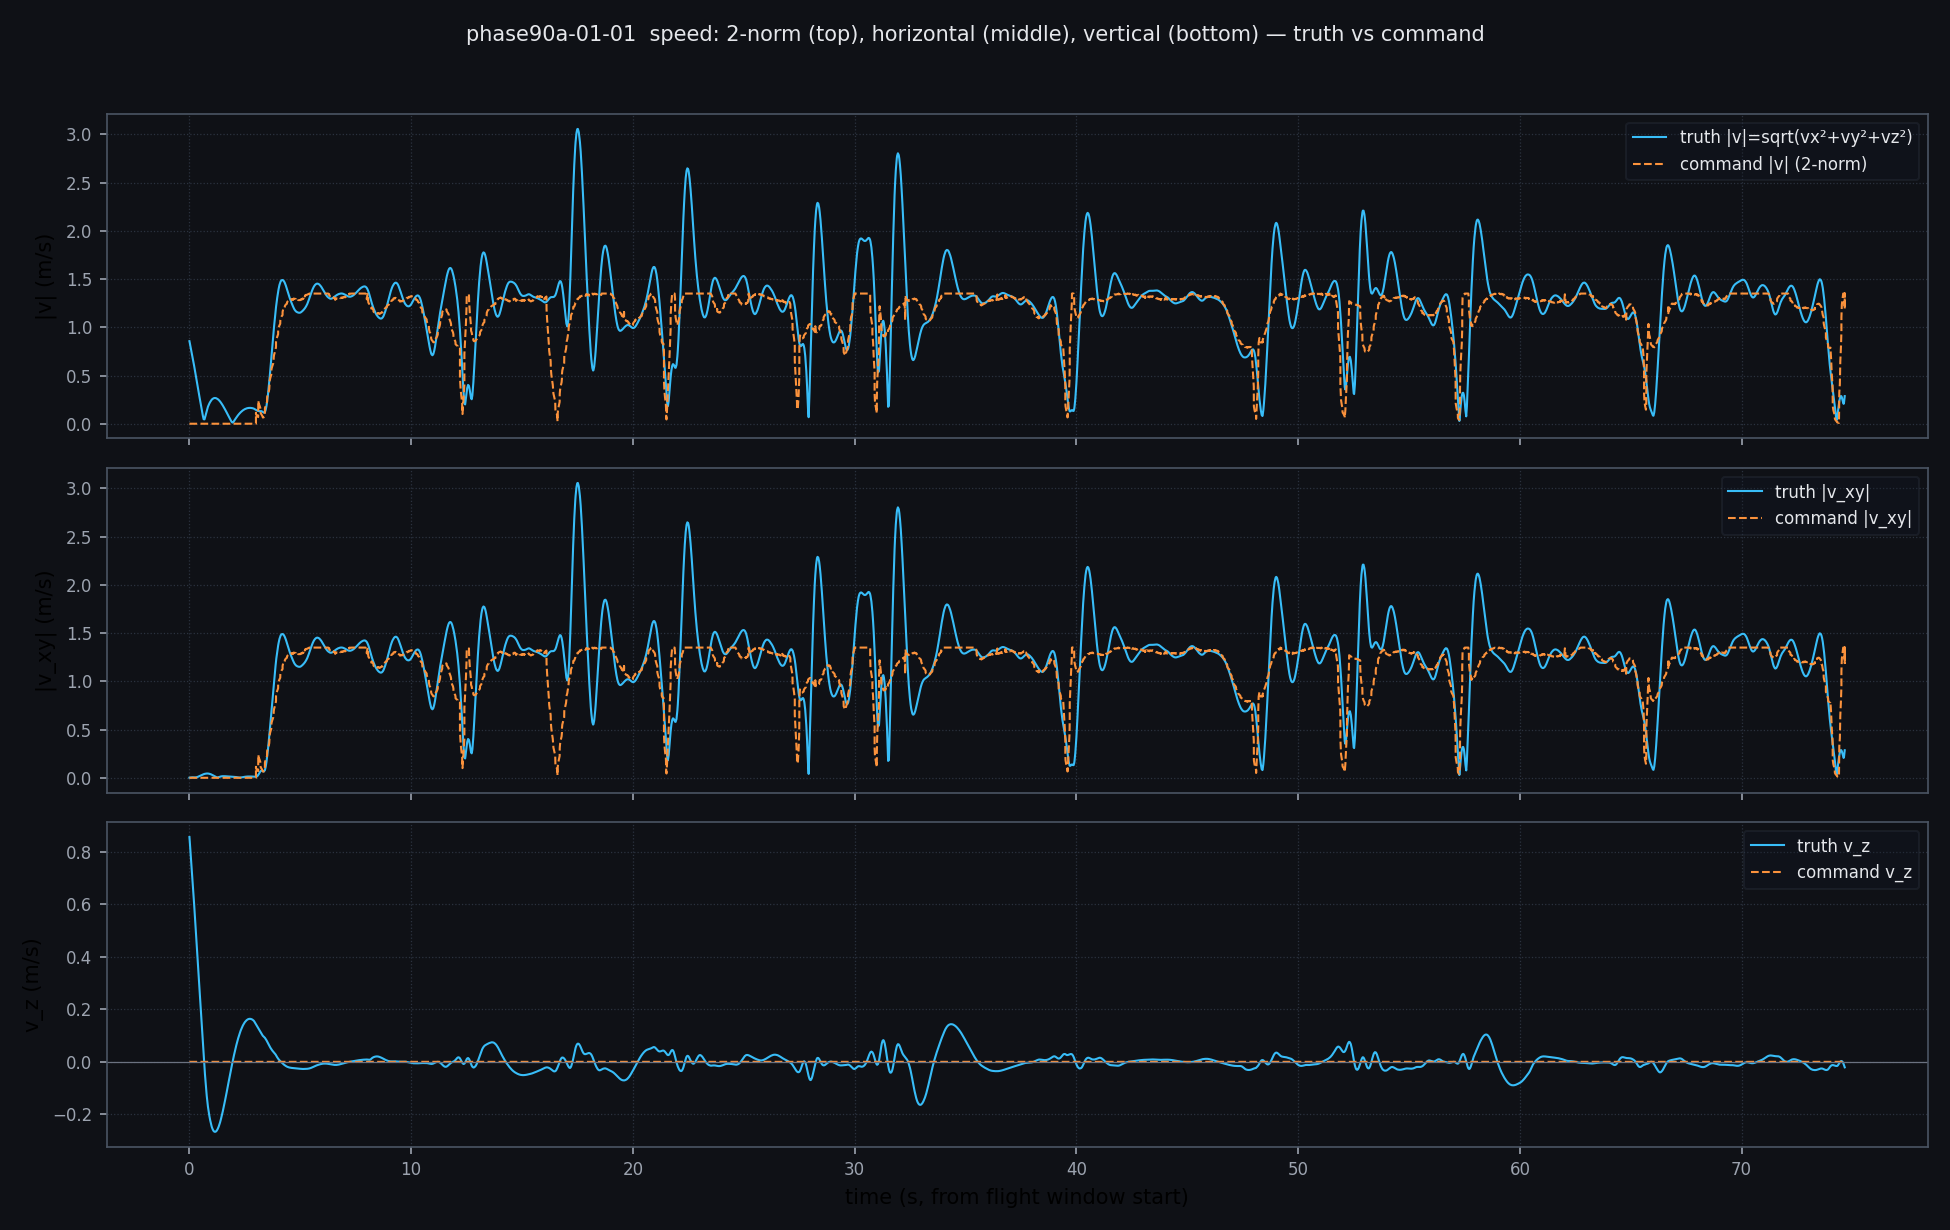 phase90a-01-01  speed: 2-norm (top), horizontal (middle), vertical (bottom) — truth vs command
|v| (m/s)
3.0
2.5
2.0
1.5
1.0
0.5
0.0
truth |v|=sqrt(vx²+vy²+vz²)
command |v| (2-norm)
|v_xy| (m/s)
3.0
2.5
2.0
1.5
1.0
0.5
0.0
truth |v_xy|
command |v_xy|
v_z (m/s)
0.8
0.6
0.4
0.2
0.0
−0.2
truth v_z
command v_z
0 10 20 30 40 50 60 70
time (s, from flight window start)